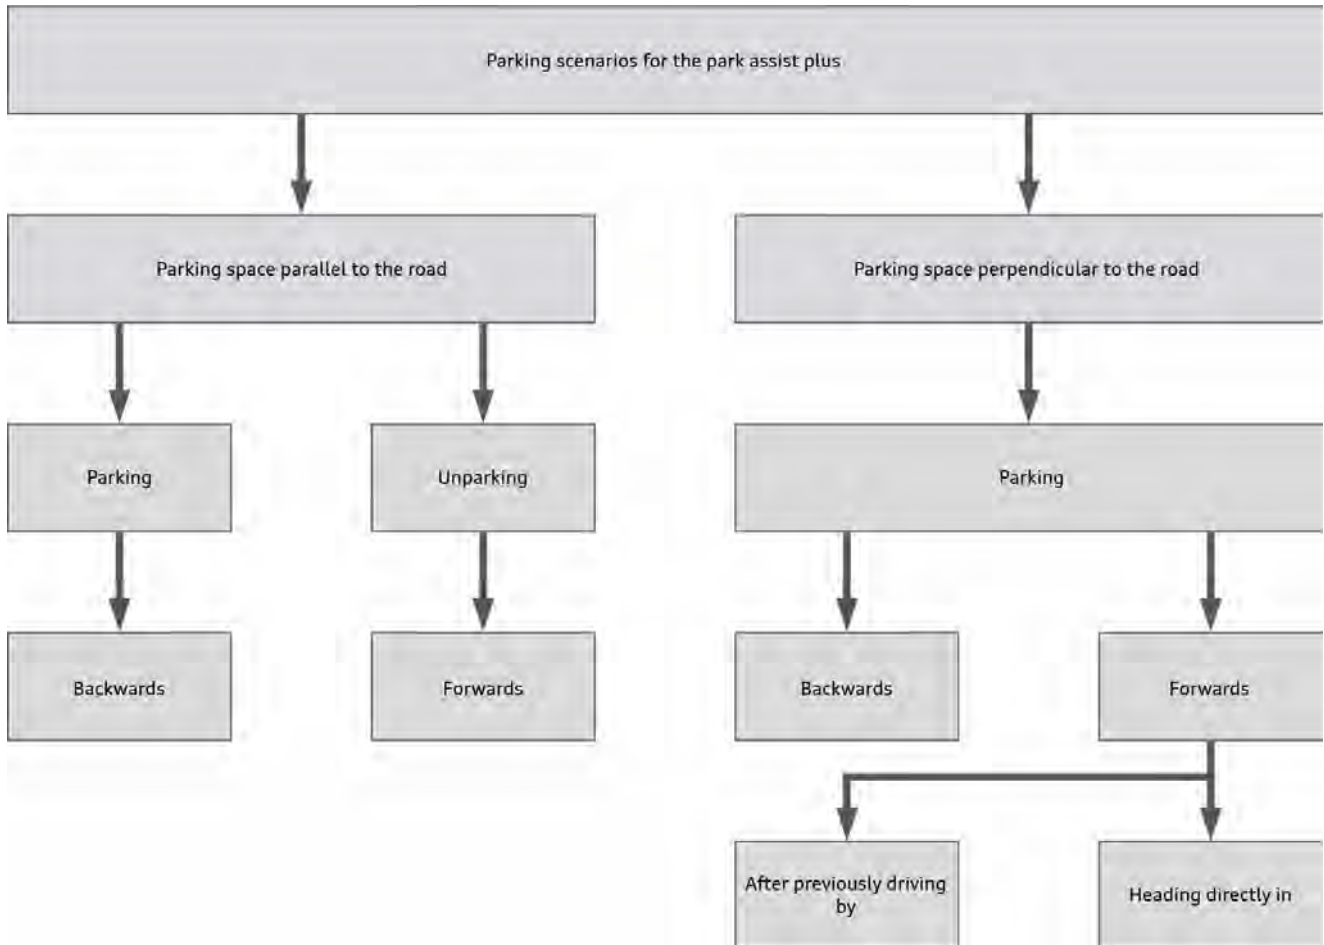 Parking scenarios for the park assist plus
Parking space parallel to the road
Parking space perpendicular to the road
Parking
Unparking
Parking
Backwards
Forwards
Backwards
Forwards
After previously driving
by
Heading directly in